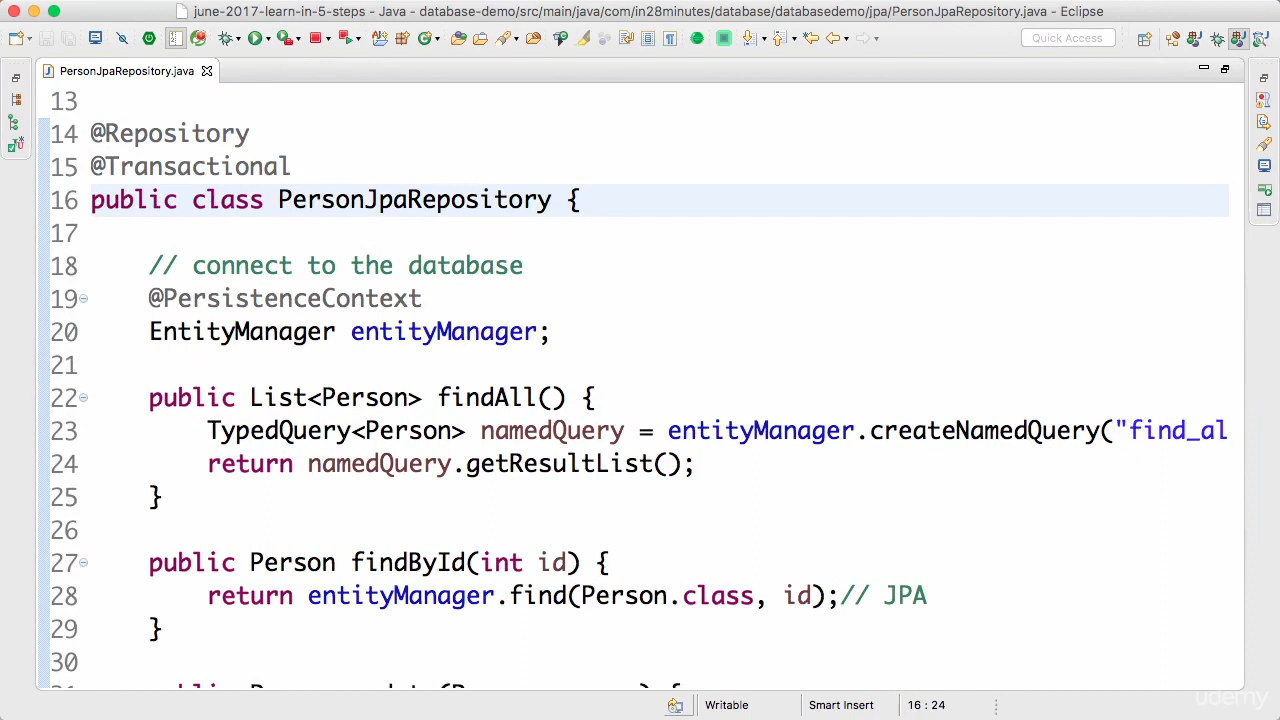 june-2017-learn-in-5-steps - Java - database-demo/src/main/java/com/in28minutes/database/databasedemo/jpa/PersonJpaRepository.java - Eclipse
Quick Access
PersonJpaRepository.java
13
14 @Repository
15 @Transactional
16 public class PersonJpaRepository {
17
18 // connect to the database
19 @PersistenceContext
20 EntityManager entityManager;
21
22 public List<Person> findAll() {
23 TypedQuery<Person> namedQuery = entityManager.createNamedQuery("find_al
24 return namedQuery.getResultList();
25 }
26
27 public Person findById(int id) {
28 return entityManager.find(Person.class, id);// JPA
29 }
30
Writable Smart Insert 16 : 24
udemy